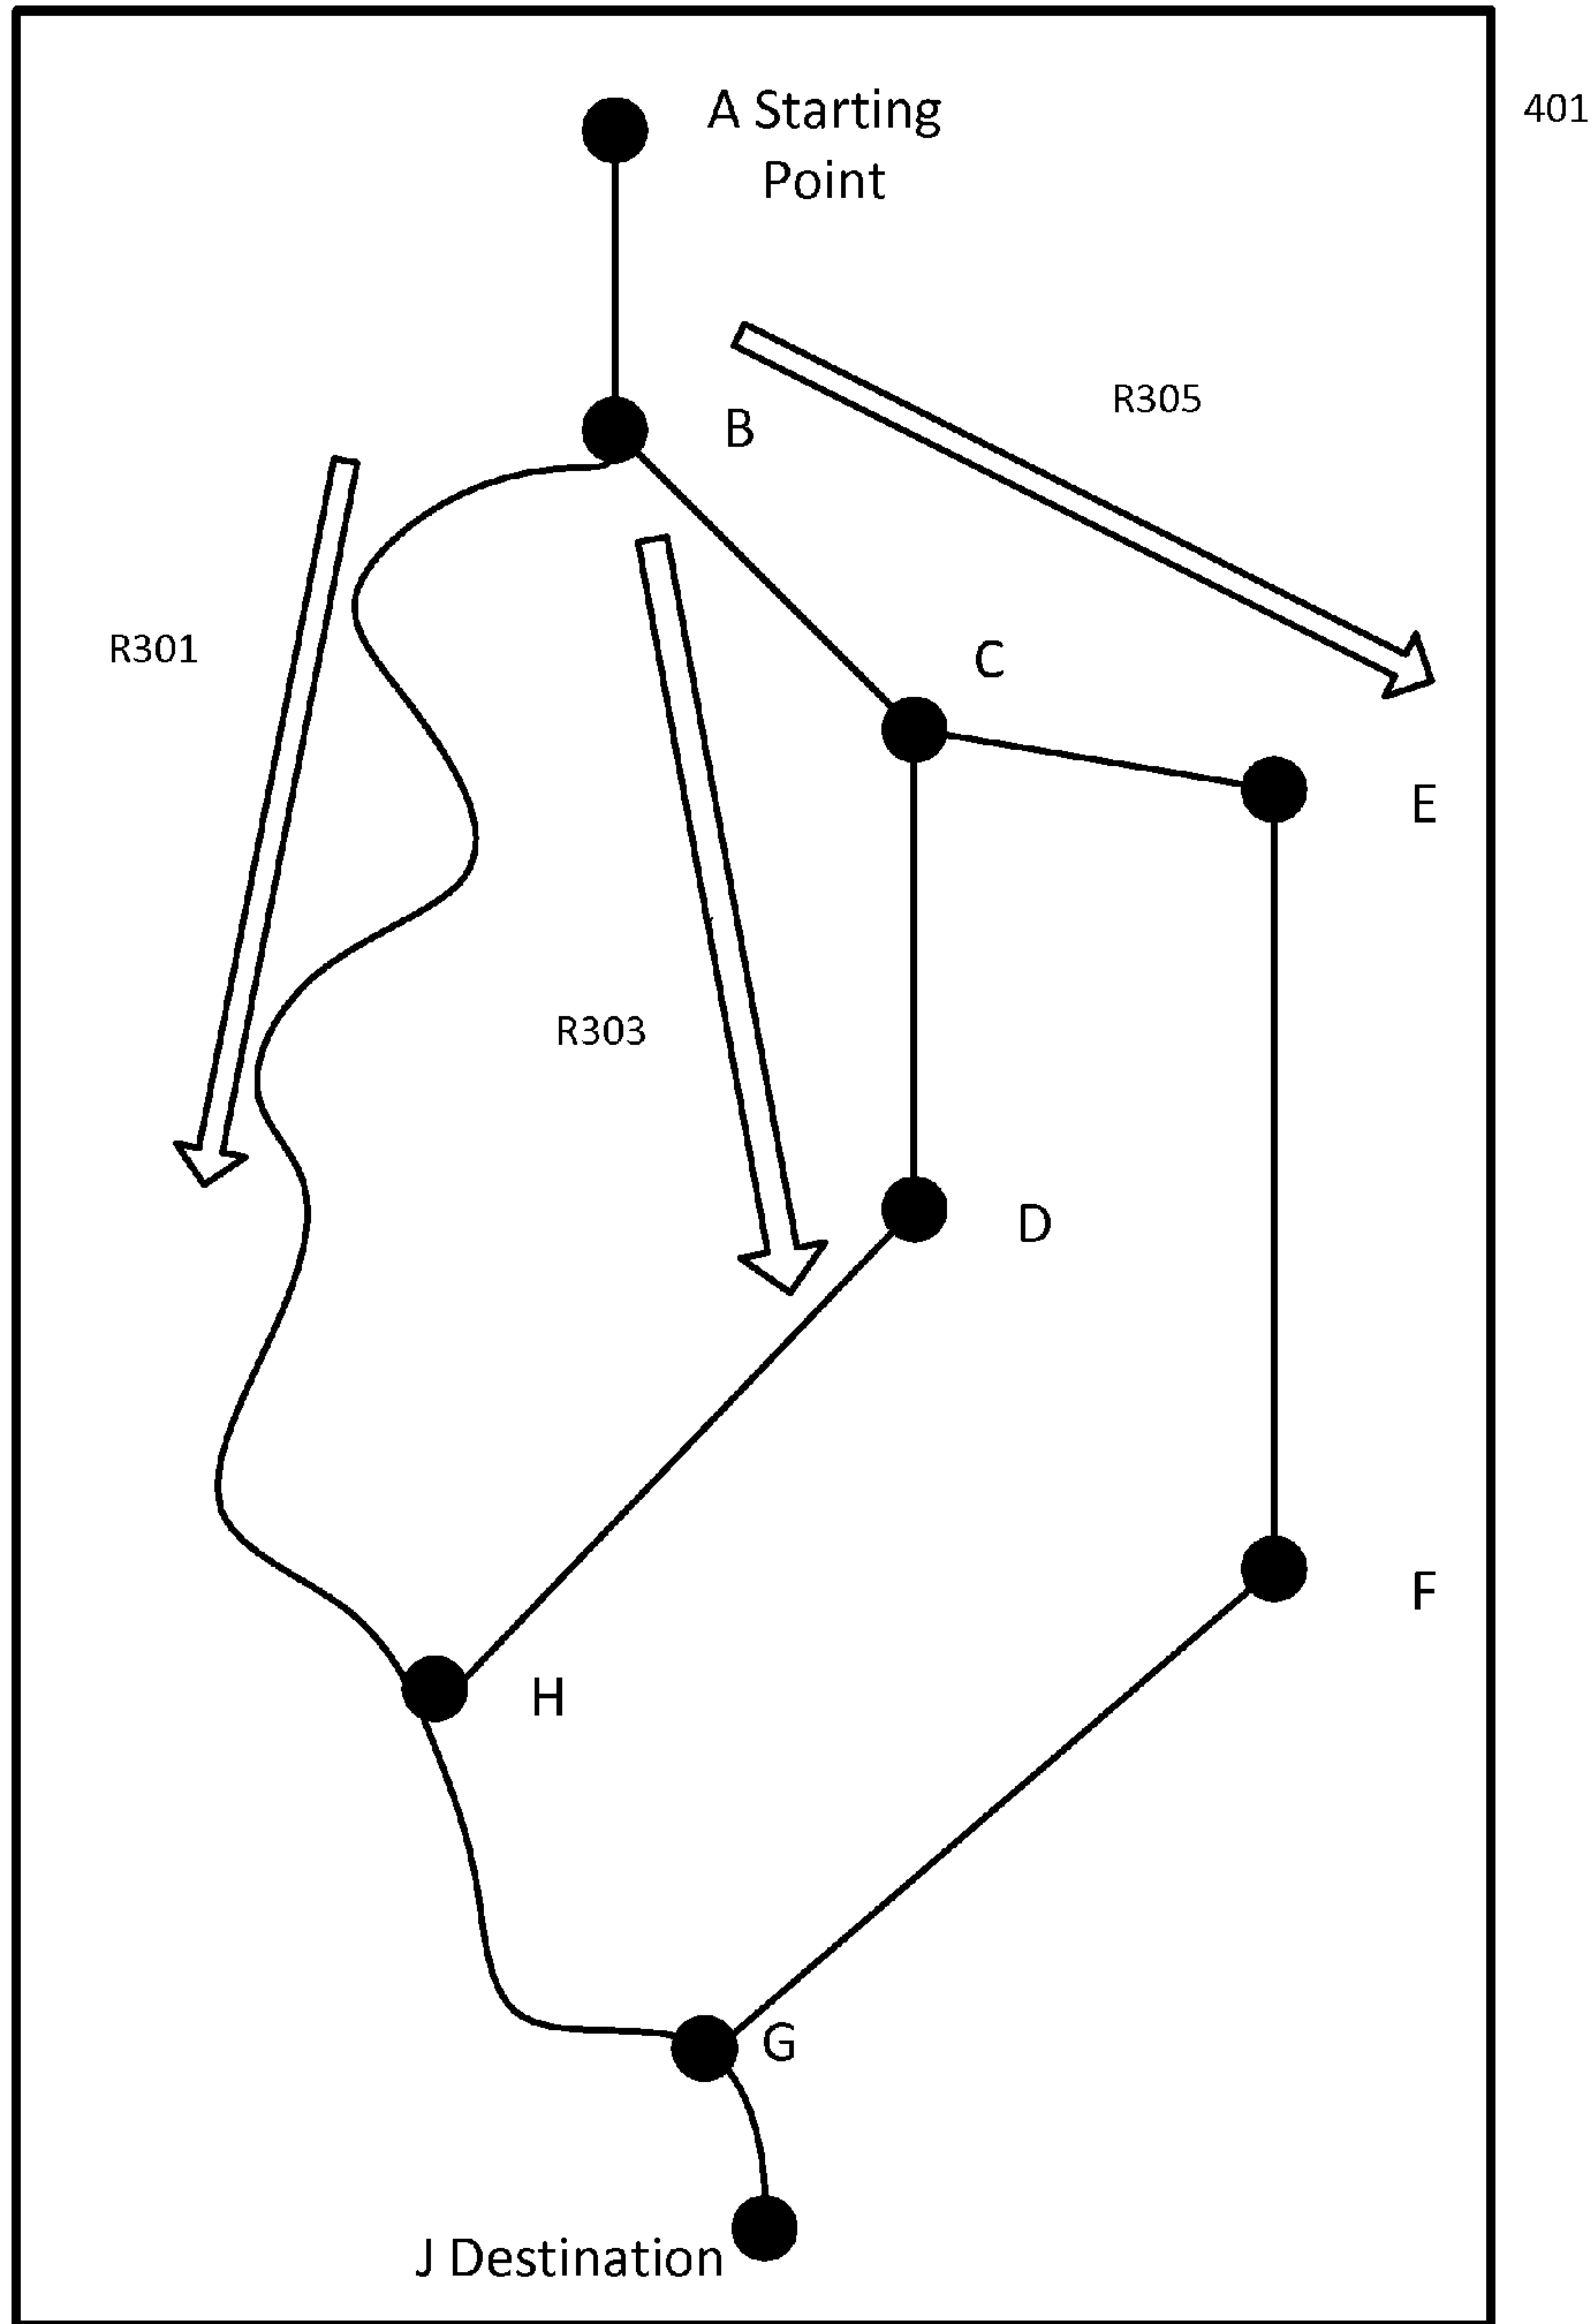 A Starting
Point
401
R305
B
R301
C
E
R303
D
F
H
G
J Destination